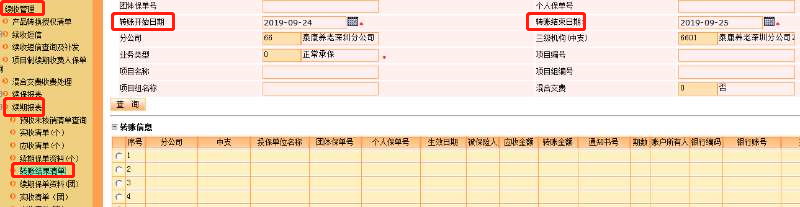 续收管理
产品转换授权清单
续收短信
续收短信查询及补发
项目制续期收费人保单
混合交费收费处理
续保报表
续期报表
预收未核销清单查询
实收清单(个)
应收清单(个)
续期保单资料(个)
转账结果清单
续期保单资料(团)
实收清单(团)
团体保单号
个人保单号
转账开始日期 2019-09-24 *
转账结束日期 2019-09-25 *
分公司 66 泰康养老深圳分公司
三级机构(中支) 6601 泰康养老深圳分公司本
业务类型 0 正常承保 *
项目编号
项目名称
项目组编号
项目组名称
混合交费 0 否
查 询
转账信息
序号 分公司 中支 投保单位名称 团体保单号 个人保单号 生效日期 被保险人 应收金额 转账金额 通知书号 期数 账户所有人 银行编码 银行账号
1
2
3
4